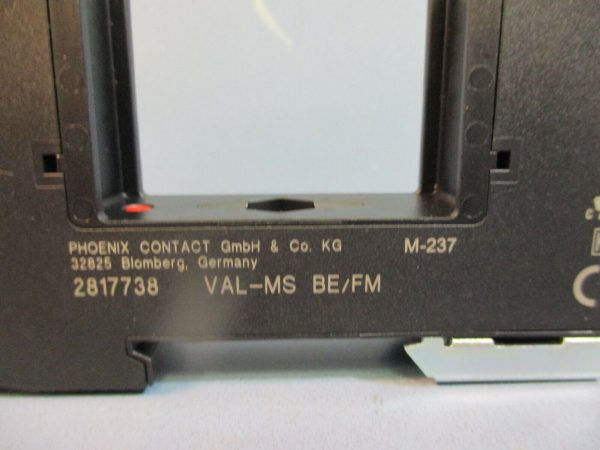 PHOENIX CONTACT GmbH & Co. KG M-237
32825 Blomberg, Germany
2817738 VAL-MS BE/FM